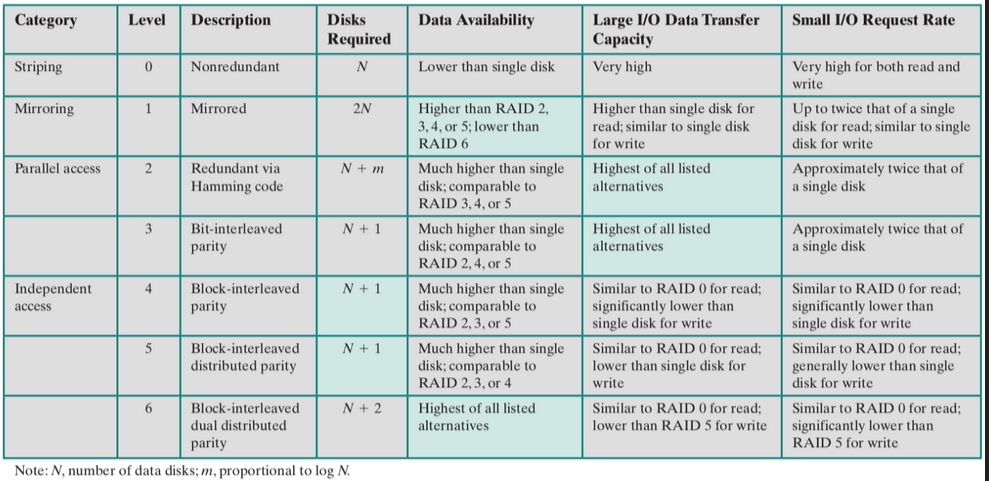 Category Level Description Disks Required Data Availability Large I/O Data Transfer Capacity Small I/O Request Rate
Striping 0 Nonredundant N Lower than single disk Very high Very high for both read and write
Mirroring 1 Mirrored 2N Higher than RAID 2, 3, 4, or 5; lower than RAID 6 Higher than single disk for read; similar to single disk for write Up to twice that of a single disk for read; similar to single disk for write
Parallel access 2 Redundant via Hamming code N + m Much higher than single disk; comparable to RAID 3, 4, or 5 Highest of all listed alternatives Approximately twice that of a single disk
3 Bit-interleaved parity N + 1 Much higher than single disk; comparable to RAID 2, 4, or 5 Highest of all listed alternatives Approximately twice that of a single disk
Independent access 4 Block-interleaved parity N + 1 Much higher than single disk; comparable to RAID 2, 3, or 5 Similar to RAID 0 for read; significantly lower than single disk for write Similar to RAID 0 for read; significantly lower than single disk for write
5 Block-interleaved distributed parity N + 1 Much higher than single disk; comparable to RAID 2, 3, or 4 Similar to RAID 0 for read; lower than single disk for write Similar to RAID 0 for read; generally lower than single disk for write
6 Block-interleaved dual distributed parity N + 2 Highest of all listed alternatives Similar to RAID 0 for read; lower than RAID 5 for write Similar to RAID 0 for read; significantly lower than RAID 5 for write
Note: N, number of data disks; m, proportional to log N.